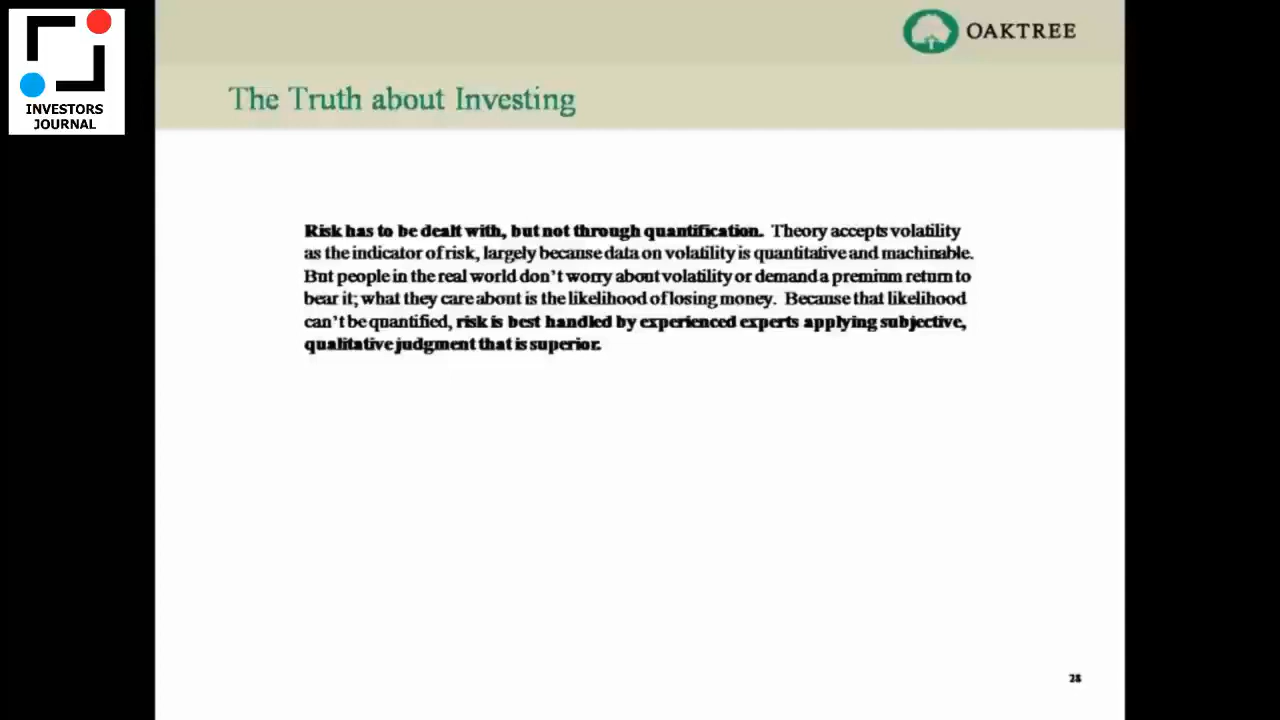 INVESTORS
JOURNAL
OAKTREE
The Truth about Investing
Risk has to be dealt with, but not through quantification. Theory accepts volatility
as the indicator of risk, largely because data on volatility is quantitative and machinable.
But people in the real world don't worry about volatility or demand a premium return to
bear it; what they care about is the likelihood of losing money. Because that likelihood
can't be quantified, risk is best handled by experienced experts applying subjective,
qualitative judgment that is superior.
28